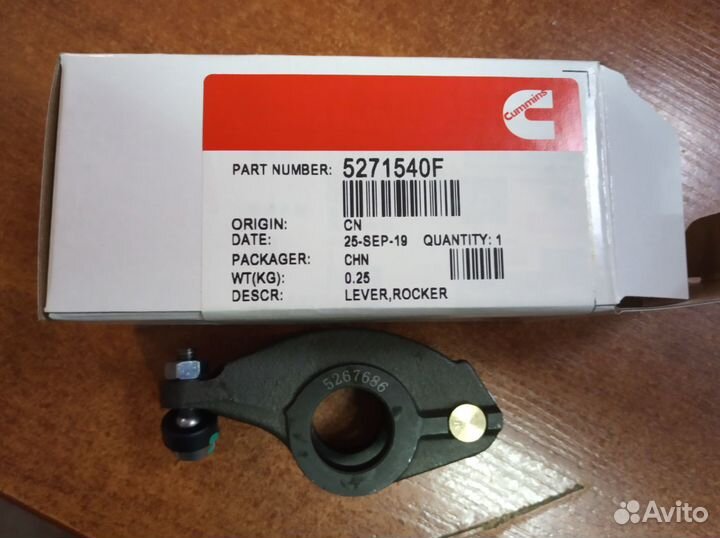 Cummins
PART NUMBER: 5271540F
ORIGIN: CN
DATE: 25-SEP-19 QUANTITY: 1
PACKAGER: CHN
WT(KG): 0.25
DESCR: LEVER,ROCKER
5267686
Avito